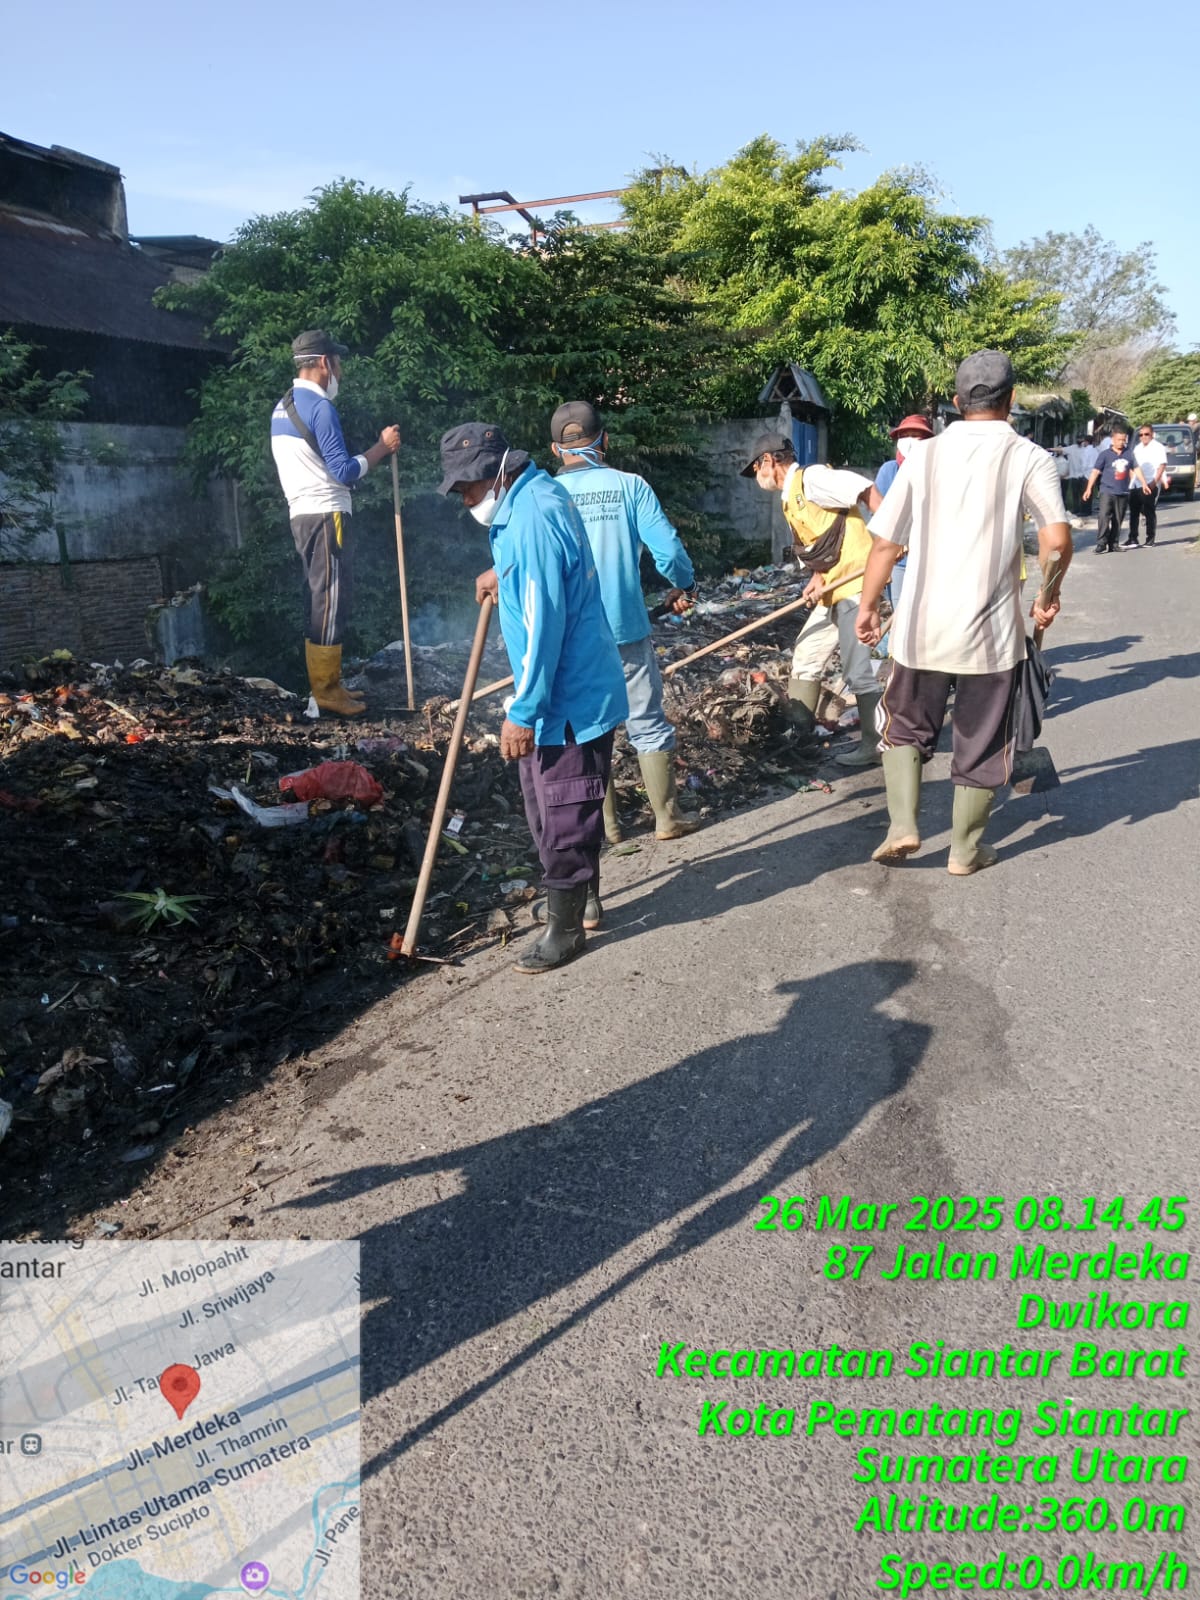 KEBERSIHAN
SIANTAR
26 Mar 2025 08.14.45
87 Jalan Merdeka
Dwikora
Kecamatan Siantar Barat
Kota Pematang Siantar
Sumatera Utara
Altitude:360.0m
Speed:0.0km/h
antar
Jl. Mojopahit
Jl. Sriwijaya
Jawa
Jl. Merdeka
Jl. Thamrin
Jl. Lintas Utama Sumatera
Jl. Dokter Sucipto
Jl. Pane
Google